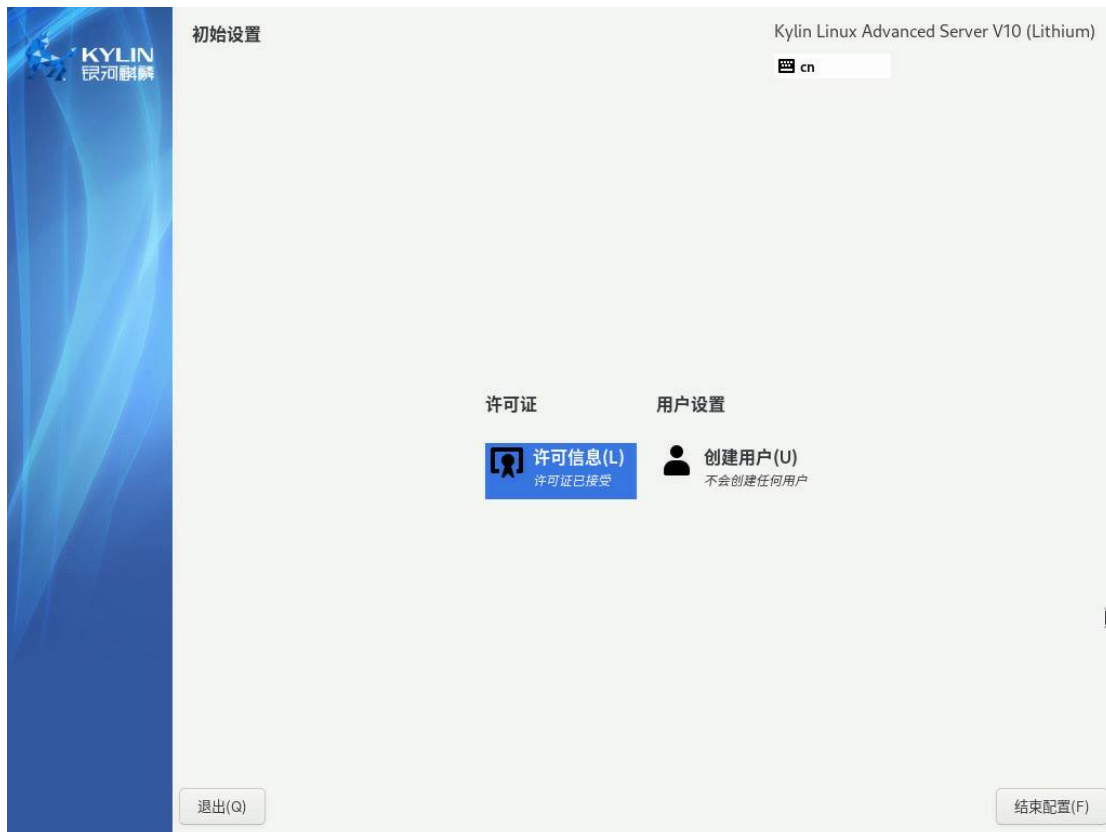 KYLIN
银河麒麟
初始设置
Kylin Linux Advanced Server V10 (Lithium)
cn
许可证
用户设置
许可信息(L)
许可证已接受
创建用户(U)
不会创建任何用户
退出(Q)
结束配置(F)